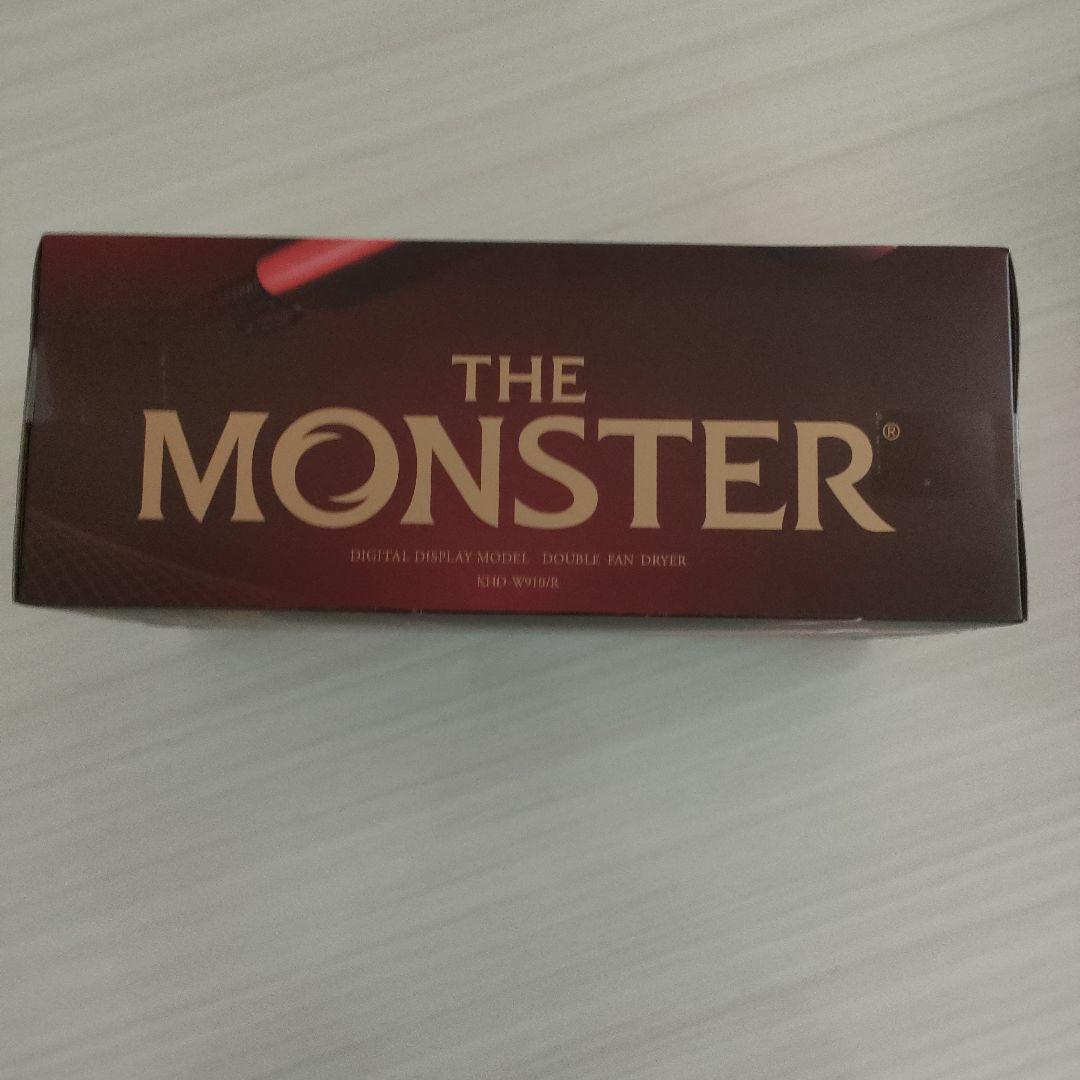 THE
MONSTER®
DIGITAL DISPLAY MODEL DOUBLE FAN DRYER
KHD-W910/R